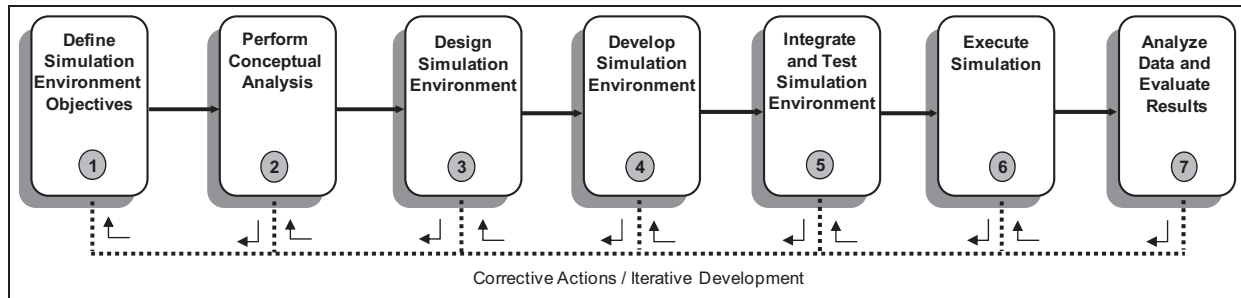 Define
Simulation
Environment
Objectives
1
Perform
Conceptual
Analysis
2
Design
Simulation
Environment
3
Develop
Simulation
Environment
4
Integrate
and Test
Simulation
Environment
5
Execute
Simulation
6
Analyze
Data and
Evaluate
Results
7
Corrective Actions / Iterative Development